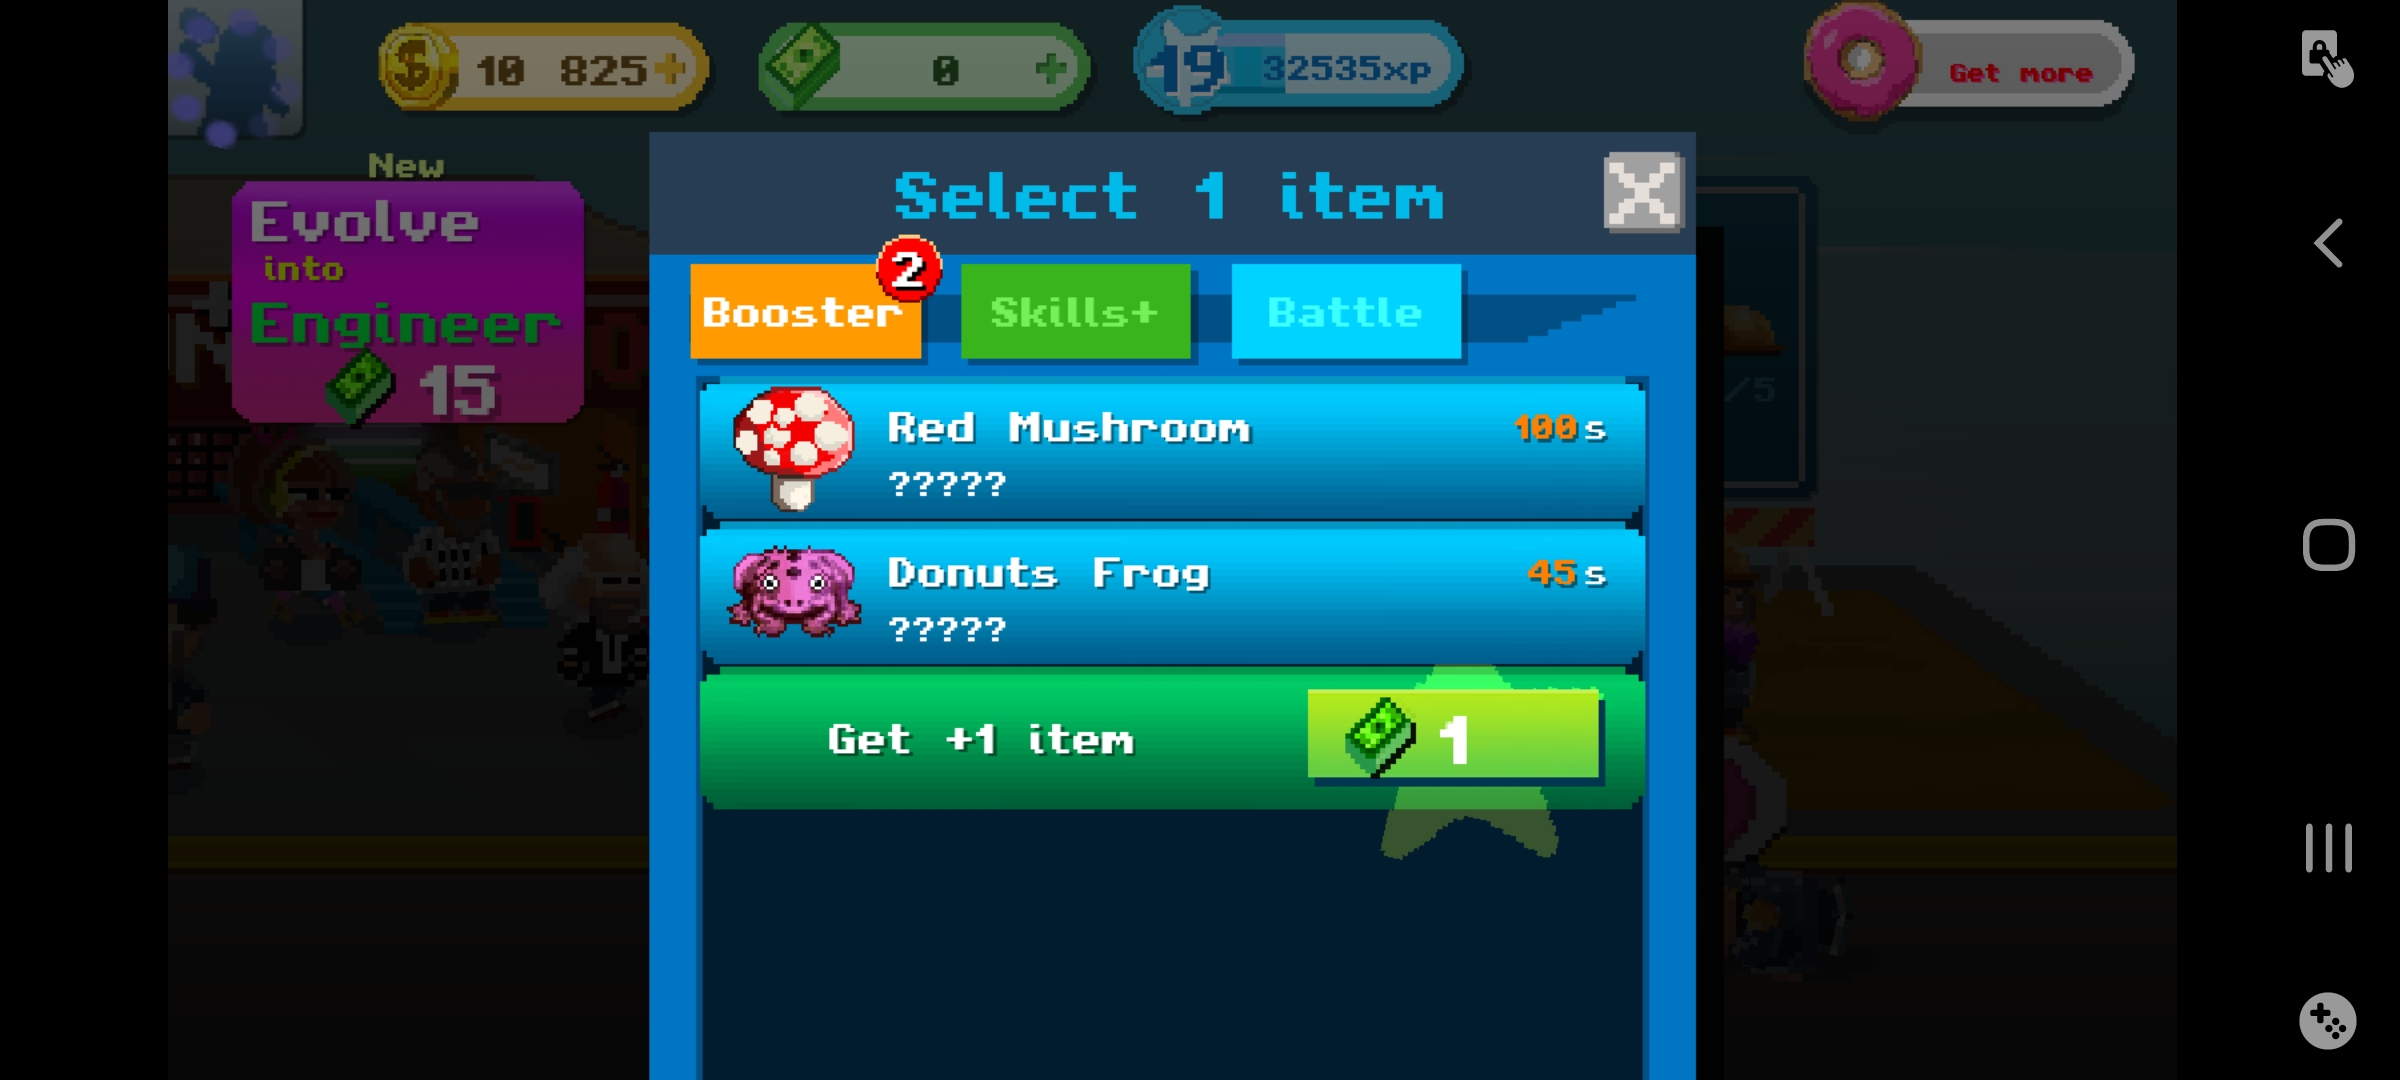 10 825 +
0 +
19 32535xp
Get more
New
Evolve
into
Engineer
15
Select 1 item
Booster 2 Skills+ Battle
Red Mushroom 100s
?????
Donuts Frog 45s
?????
Get +1 item 1
/5